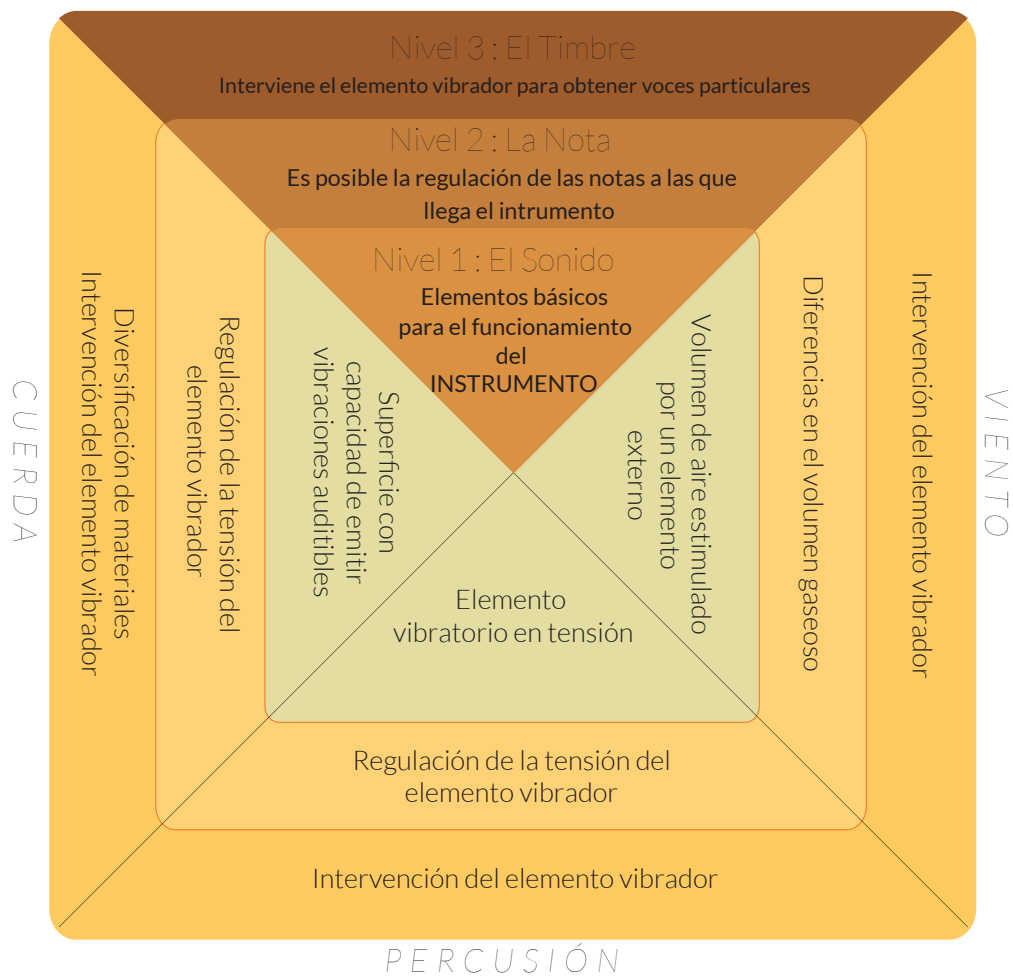 Nivel 3 : El Timbre
Interviene el elemento vibrador para obtener voces particulares
Nivel 2 : La Nota
Es posible la regulación de las notas a las que
llega el intrumento
Nivel 1 : El Sonido
Elementos básicos
para el funcionamiento
del
INSTRUMENTO
CUERDA
Diversificación de materiales
Intervención del elemento vibrador
Regulación de la tensión del
elemento vibrador
Superficie con
capacidad de emitir
vibraciones auditibles
Volumen de aire estimulado
por un elemento
externo
Diferencias en el volumen gaseoso
Intervención del elemento vibrador
VIENTO
Elemento
vibratorio en tensión
Regulación de la tensión del
elemento vibrador
Intervención del elemento vibrador
PERCUSIÓN